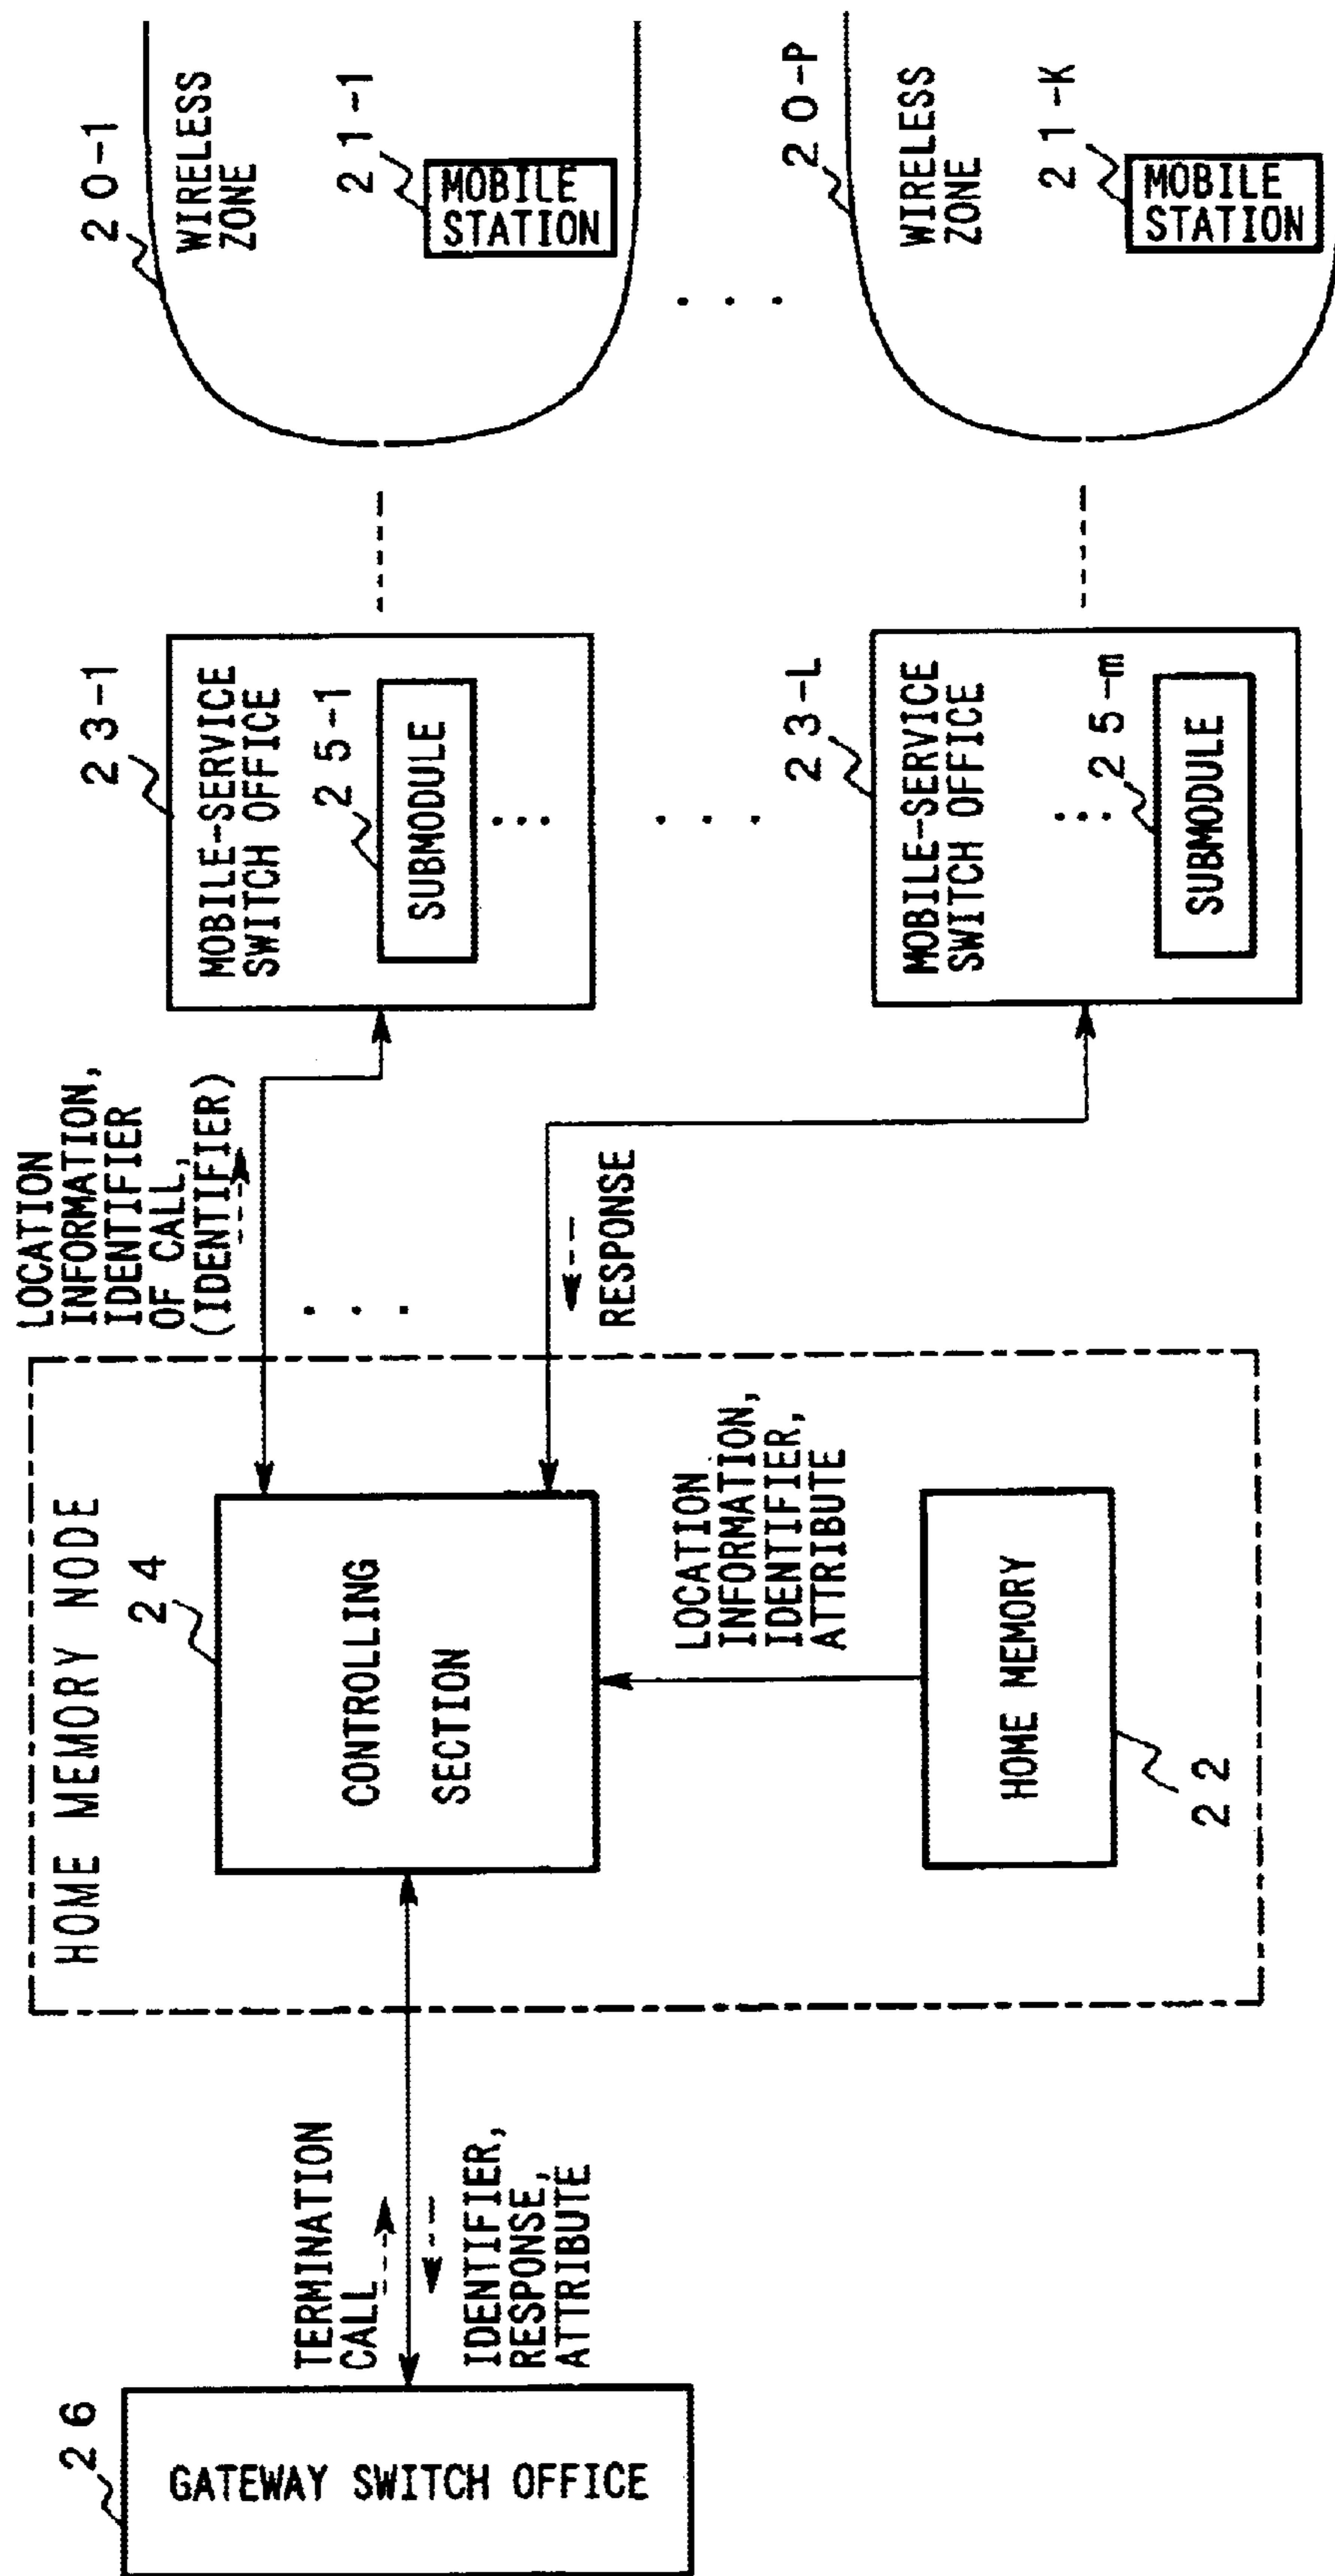 26
GATEWAY SWITCH OFFICE
TERMINATION
CALL
IDENTIFIER,
RESPONSE,
ATTRIBUTE
HOME MEMORY NODE
24
CONTROLLING
SECTION
LOCATION
INFORMATION,
IDENTIFIER,
ATTRIBUTE
HOME MEMORY
22
LOCATION
INFORMATION,
IDENTIFIER
OF CALL,
(IDENTIFIER)
. . .
RESPONSE
23-1
MOBILE-SERVICE
SWITCH OFFICE
25-1
SUBMODULE
...
. . .
23-L
MOBILE-SERVICE
SWITCH OFFICE
...
25-m
SUBMODULE
20-1
WIRELESS
ZONE
21-1
MOBILE
STATION
. . .
20-P
WIRELESS
ZONE
21-K
MOBILE
STATION